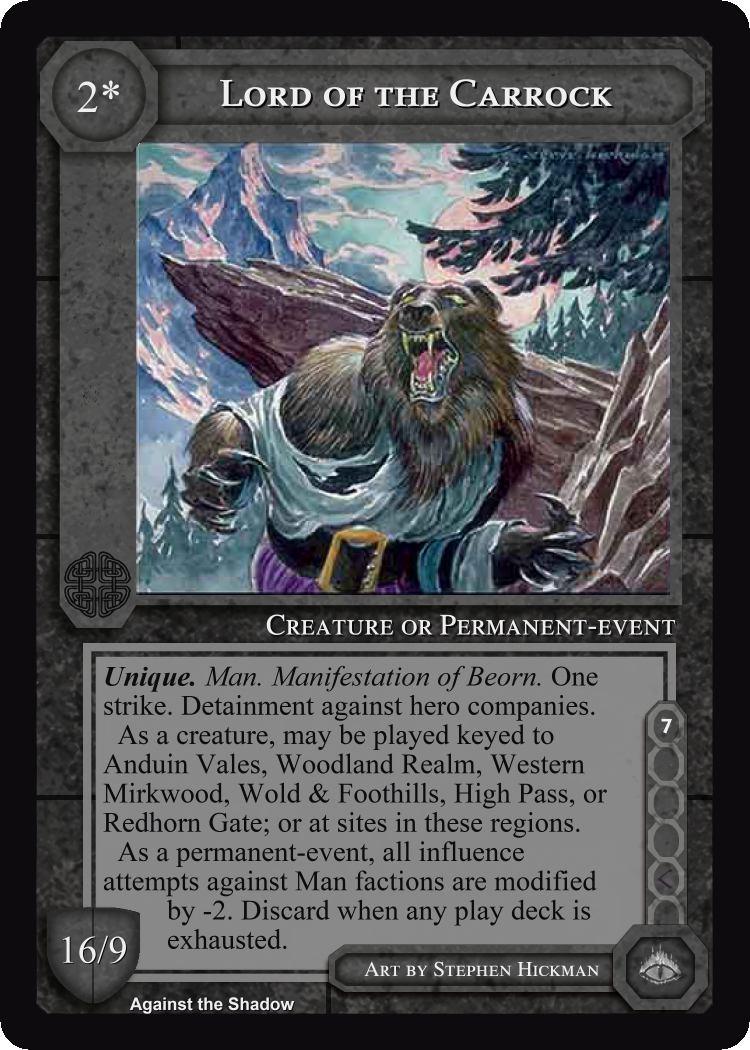 2*
Lord of the Carrock
Creature or Permanent-event
Unique. Man. Manifestation of Beorn. One
strike. Detainment against hero companies.
As a creature, may be played keyed to
Anduin Vales, Woodland Realm, Western
Mirkwood, Wold & Foothills, High Pass, or
Redhorn Gate; or at sites in these regions.
As a permanent-event, all influence
attempts against Man factions are modified
by -2. Discard when any play deck is
exhausted.
7
16/9
Art by Stephen Hickman
Against the Shadow